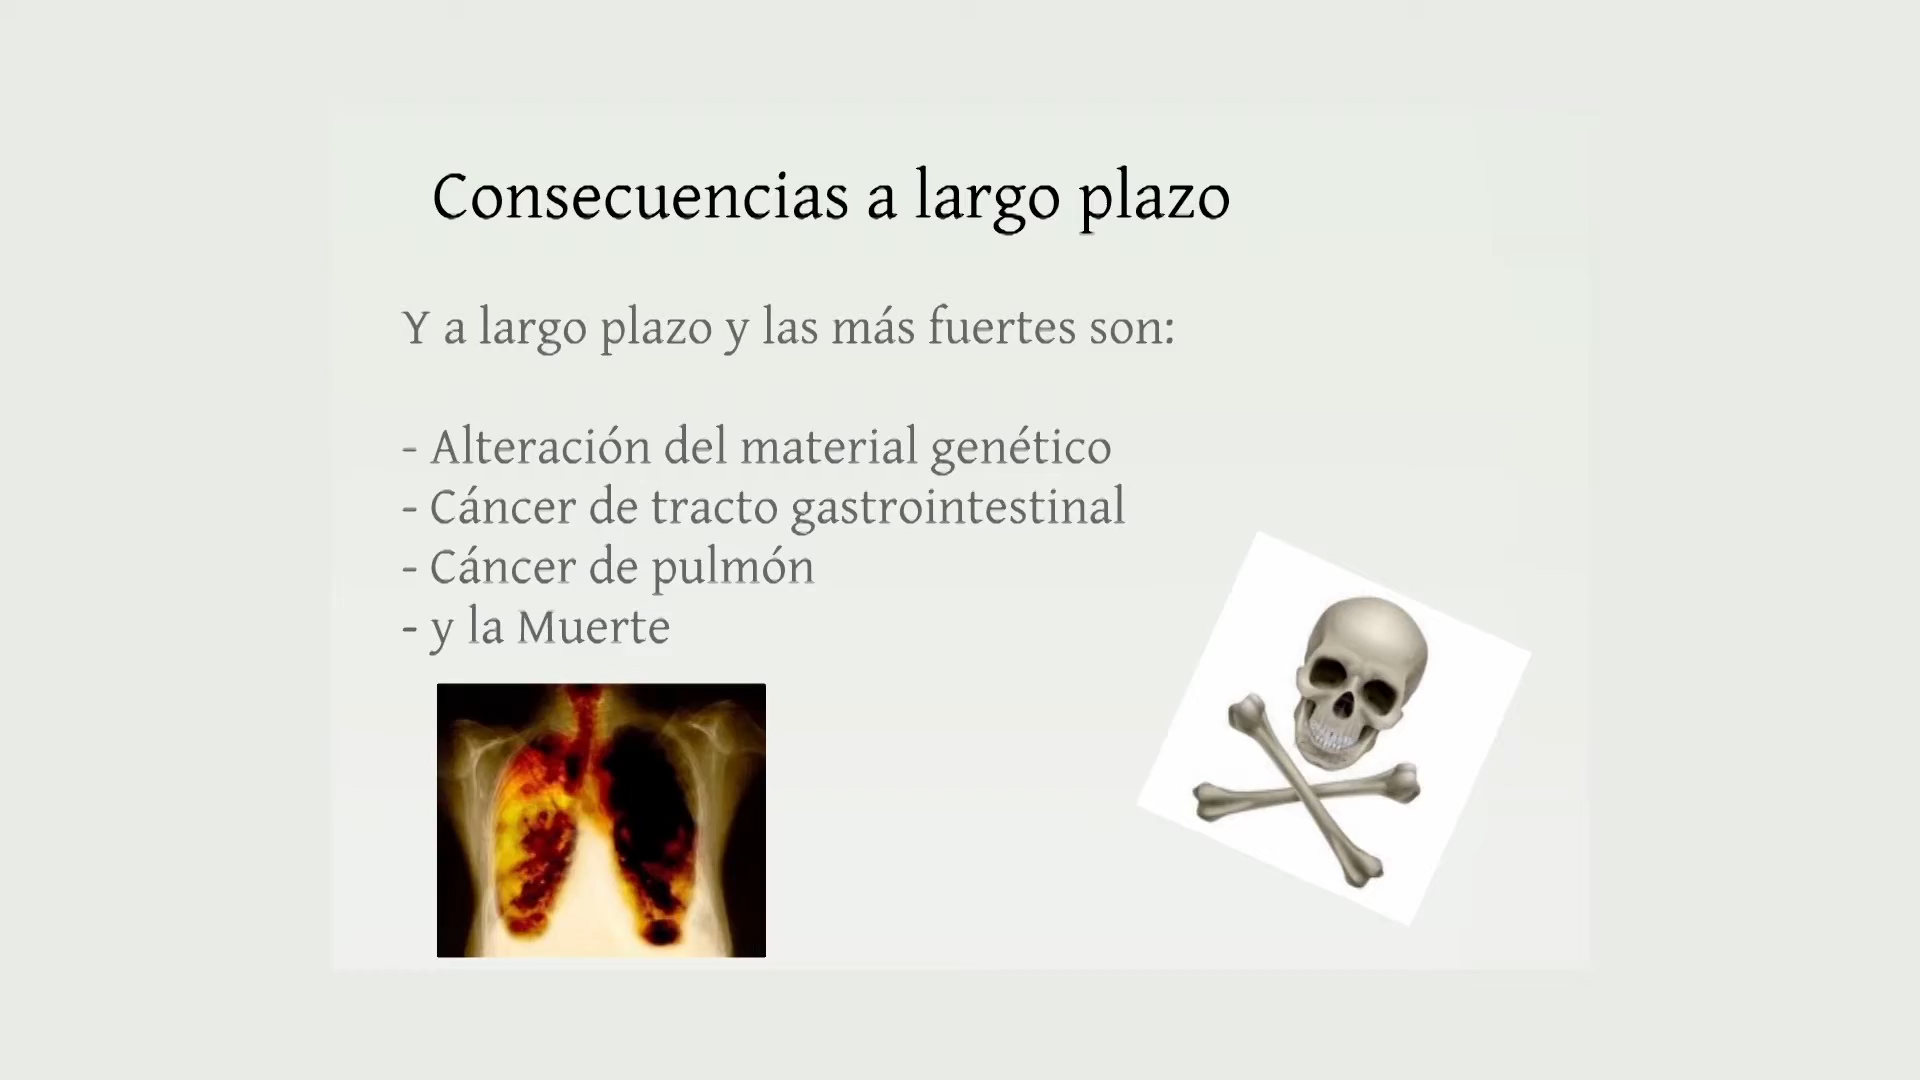 Consecuencias a largo plazo
Y a largo plazo y las más fuertes son:
- Alteración del material genético
- Cáncer de tracto gastrointestinal
- Cáncer de pulmón
- y la Muerte